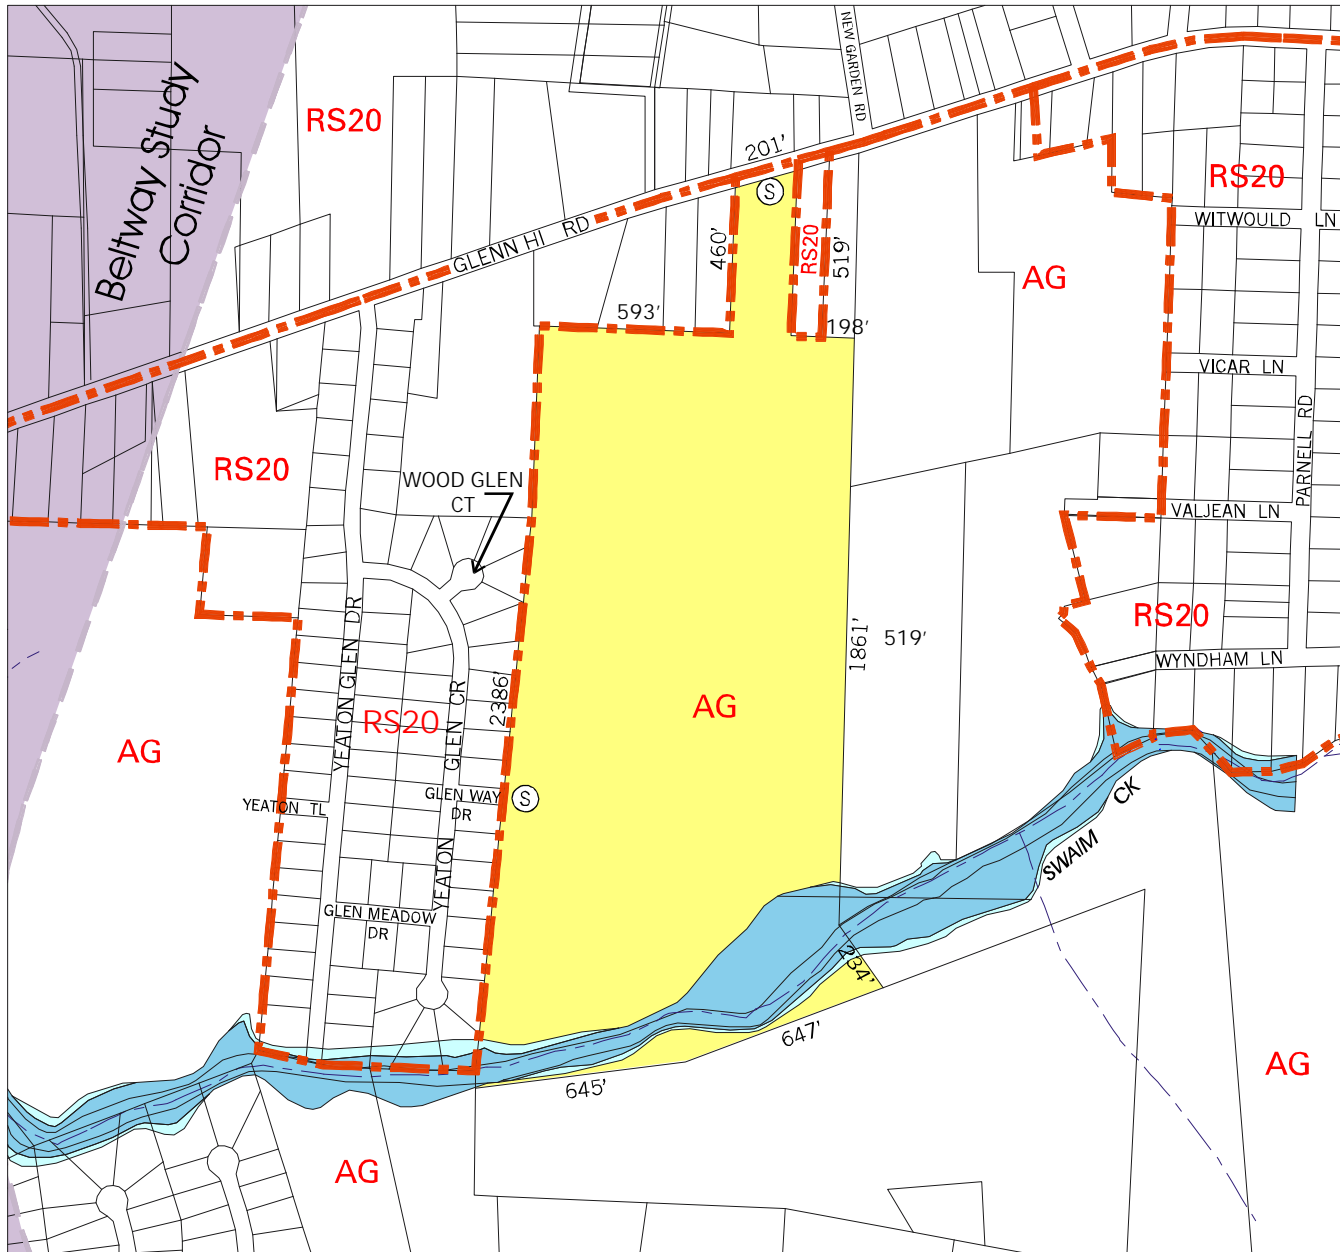 NEW GARDEN RD
Beltway Study
Corridor
RS20
201'
S
RS20
WITWOULD LN
GLENN HI RD
460'
RS20
519'
AG
593'
198'
VICAR LN
PARNELL RD
RS20
WOOD GLEN
CT
VALJEAN LN
YEATON GLEN DR
RS20
1861'
519'
WYNDHAM LN
2386'
GLEN CR
YEATON
RS20
AG
AG
GLEN WAY
DR
S
YEATON TL
CK
SWAIM
GLEN MEADOW
DR
234'
647'
645'
AG
AG